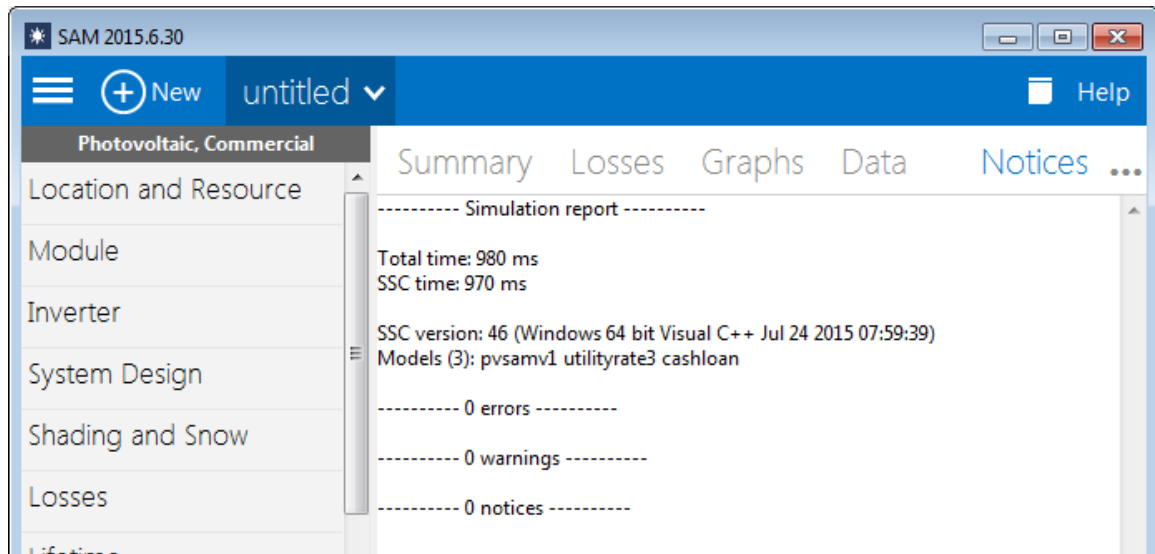 SAM 2015.6.30
New untitled Help
Photovoltaic, Commercial
Summary Losses Graphs Data Notices ...
Location and Resource
Module
Inverter
System Design
Shading and Snow
Losses
Lifetime
---------- Simulation report ----------
Total time: 980 ms
SSC time: 970 ms
SSC version: 46 (Windows 64 bit Visual C++ Jul 24 2015 07:59:39)
Models (3): pvsamv1 utilityrate3 cashloan
---------- 0 errors ----------
---------- 0 warnings ----------
---------- 0 notices ----------